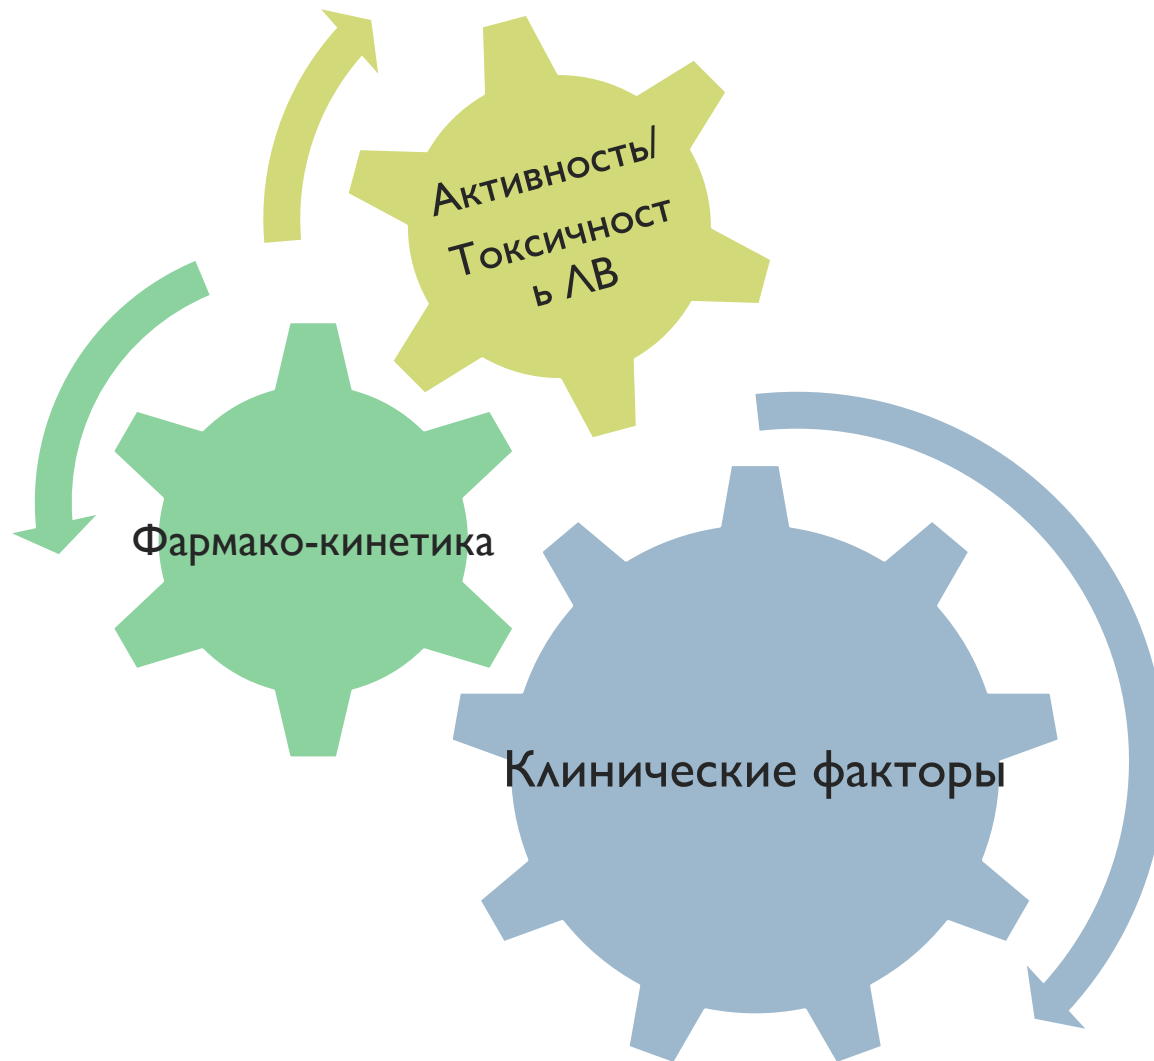 Активность/
Токсичност
ь ЛВ
Фармако-кинетика
Клинические факторы